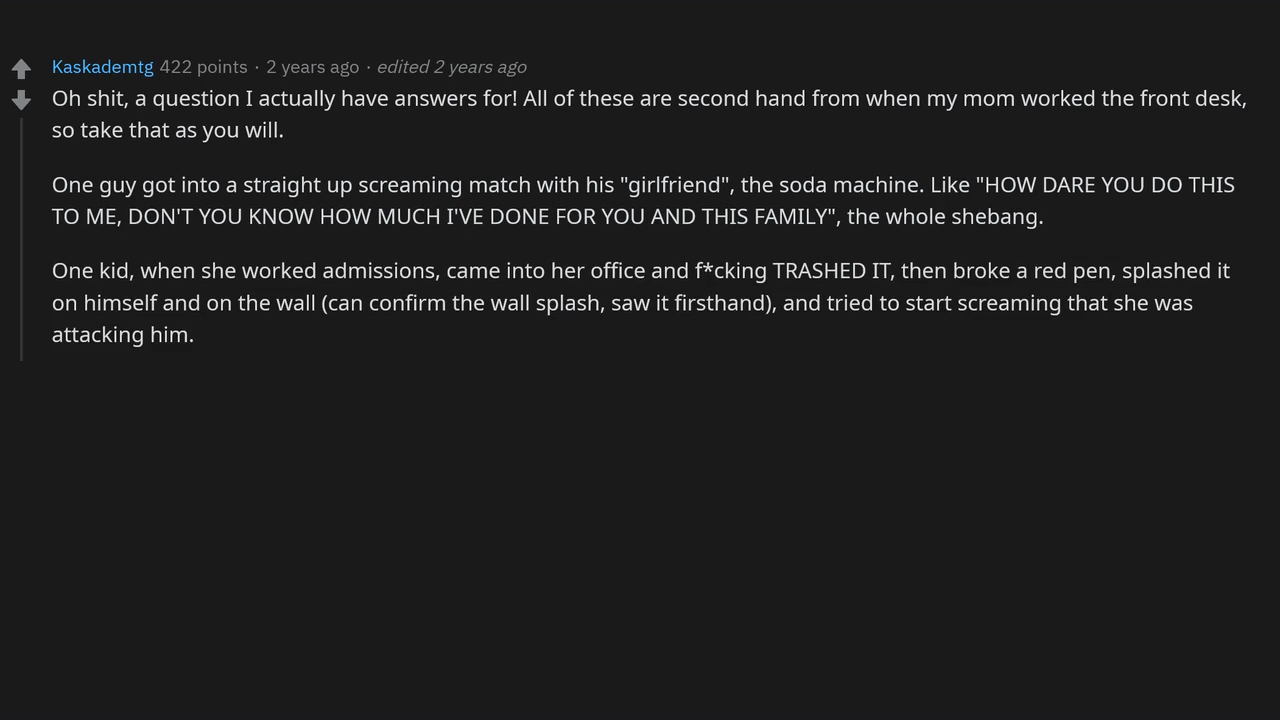 Kaskademtg 422 points · 2 years ago · edited 2 years ago
Oh shit, a question I actually have answers for! All of these are second hand from when my mom worked the front desk,
so take that as you will.
One guy got into a straight up screaming match with his "girlfriend", the soda machine. Like "HOW DARE YOU DO THIS
TO ME, DON'T YOU KNOW HOW MUCH I'VE DONE FOR YOU AND THIS FAMILY", the whole shebang.
One kid, when she worked admissions, came into her office and f*cking TRASHED IT, then broke a red pen, splashed it
on himself and on the wall (can confirm the wall splash, saw it firsthand), and tried to start screaming that she was
attacking him.